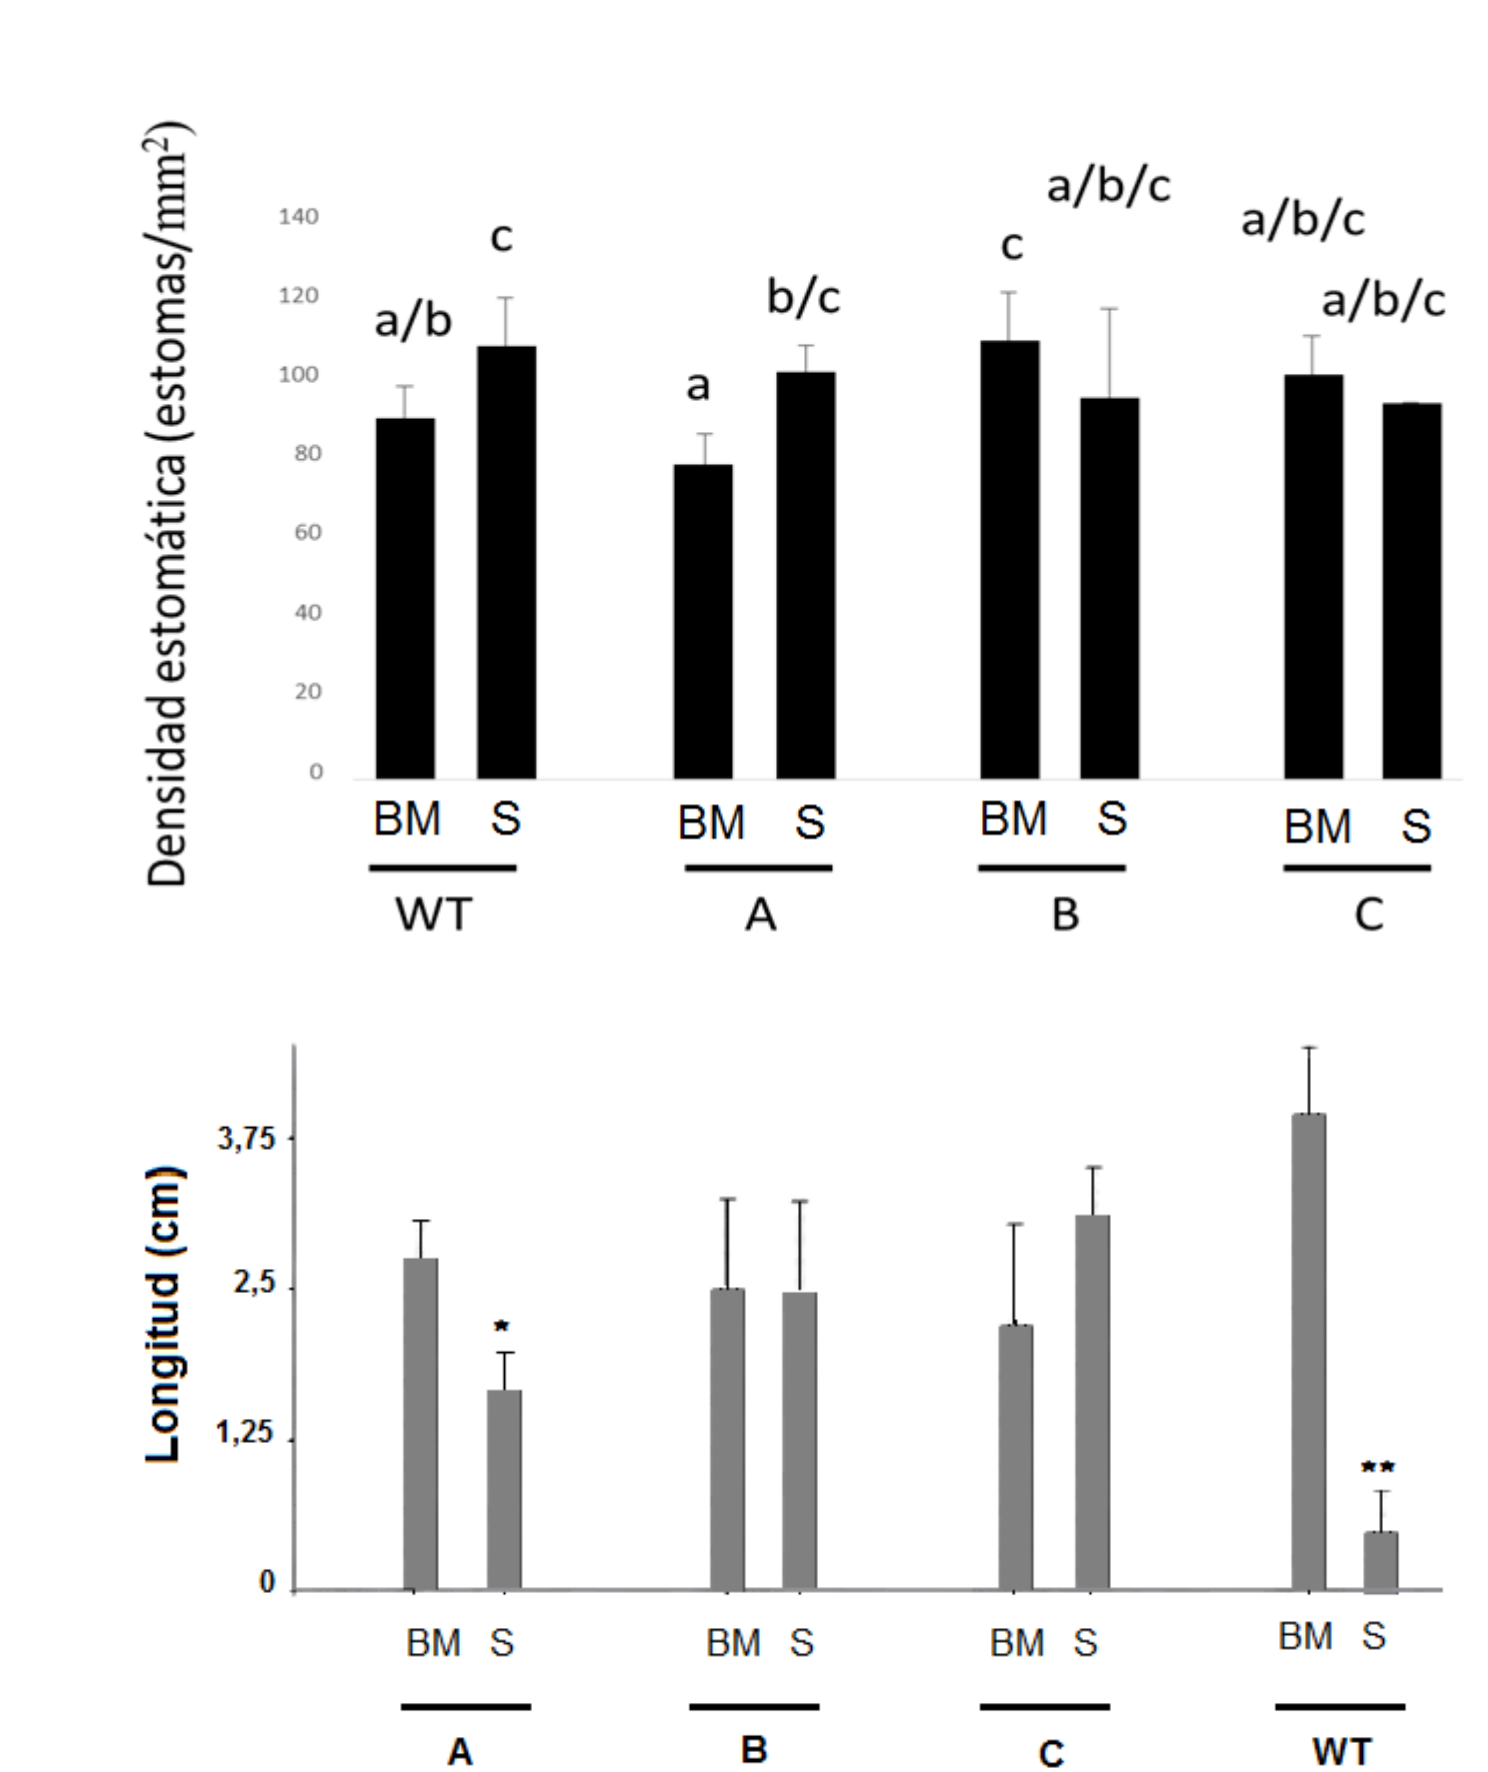 Densidad estomática (estomas/mm²)
140
120
100
80
60
40
20
0
a/b
c
a
b/c
c
a/b/c
a/b/c
a/b/c
BM S BM S BM S BM S
WT A B C
Longitud (cm)
3,75
2,5
1,25
0
*
**
BM S BM S BM S BM S
A B C WT